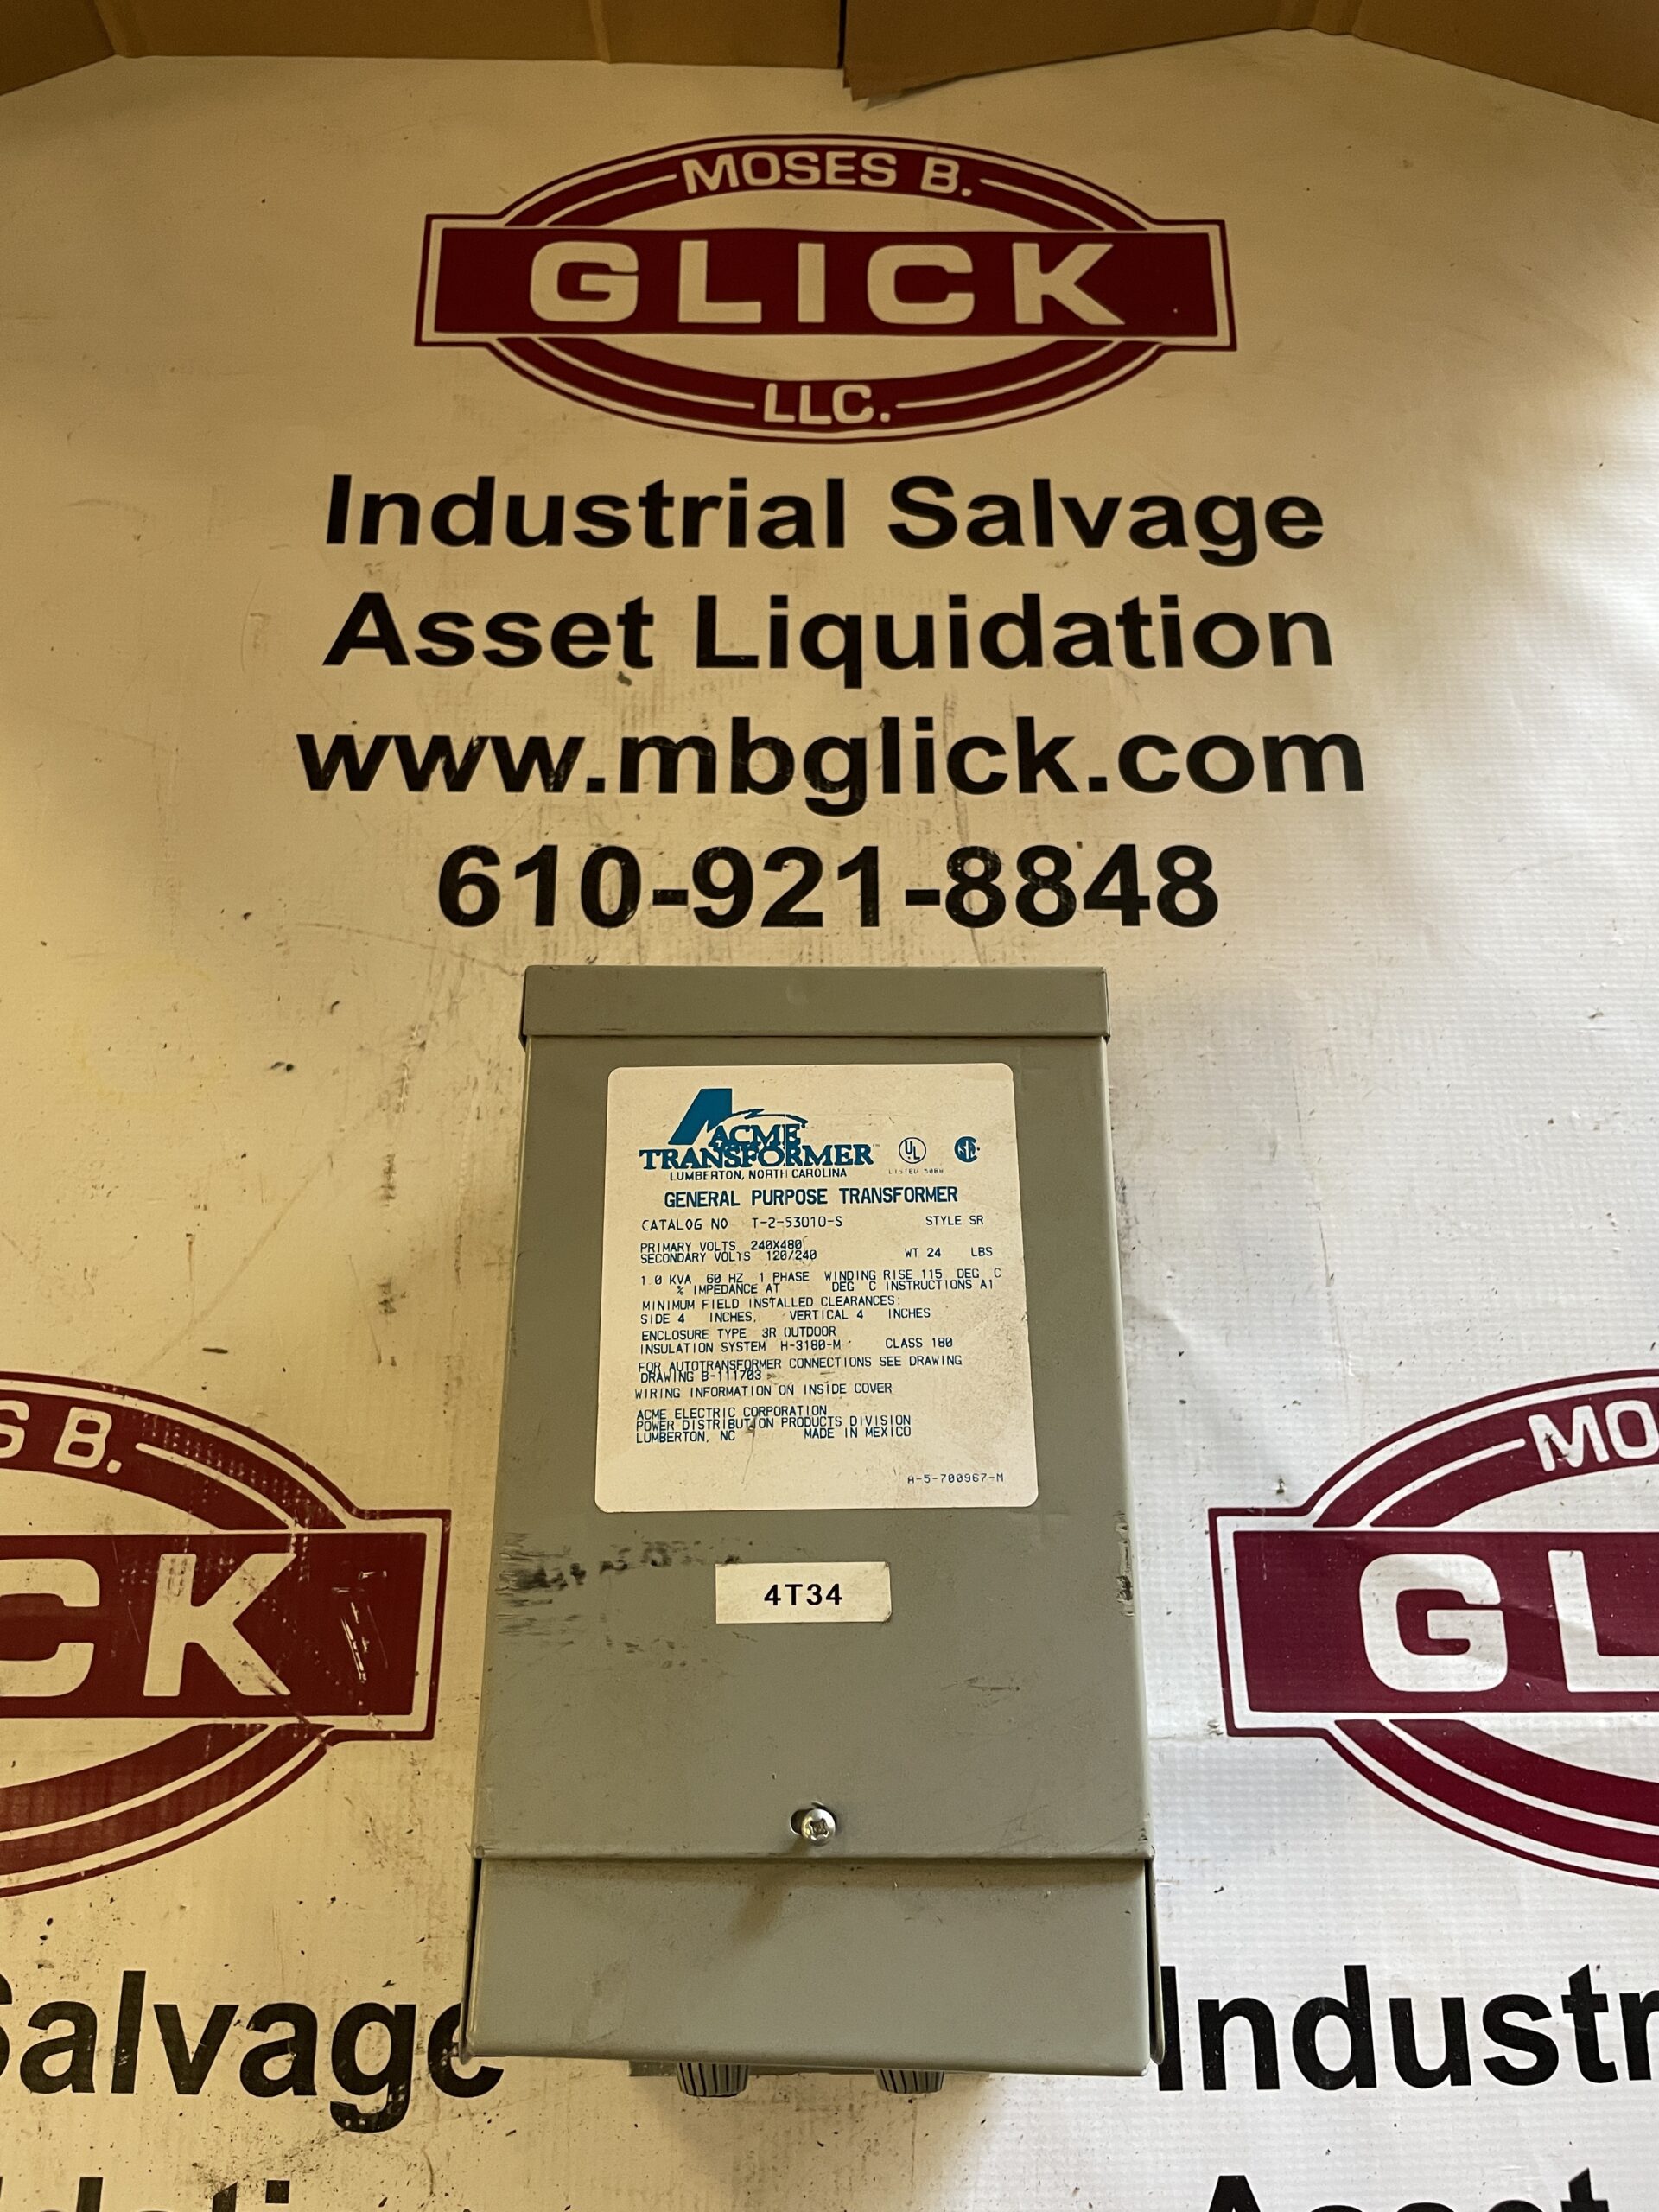 MOSES B.
GLICK
LLC.
Industrial Salvage
Asset Liquidation
www.mbglick.com
610-921-8848
ACME
TRANSFORMER™
LUMBERTON, NORTH CAROLINA
UL
LISTED
GENERAL PURPOSE TRANSFORMER
CATALOG NO T-2-53010-S STYLE SR
PRIMARY VOLTS 240X480
SECONDARY VOLTS 120/240 WT 24 LBS
1.0 KVA 60 HZ 1 PHASE WINDING RISE 115 DEG C
% IMPEDANCE AT DEG C INSTRUCTIONS A1
MINIMUM FIELD INSTALLED CLEARANCES:
SIDE 4 INCHES, VERTICAL 4 INCHES
ENCLOSURE TYPE 3R OUTDOOR
INSULATION SYSTEM H-3180-M CLASS 180
FOR AUTOTRANSFORMER CONNECTIONS SEE DRAWING
DRAWING B-111703
WIRING INFORMATION ON INSIDE COVER
ACME ELECTRIC CORPORATION
POWER DISTRIBUTION PRODUCTS DIVISION
LUMBERTON, NC MADE IN MEXICO
A-5-700967-M
4T34
S B.
CK
MO
GL
Salvage
Industr
Asset